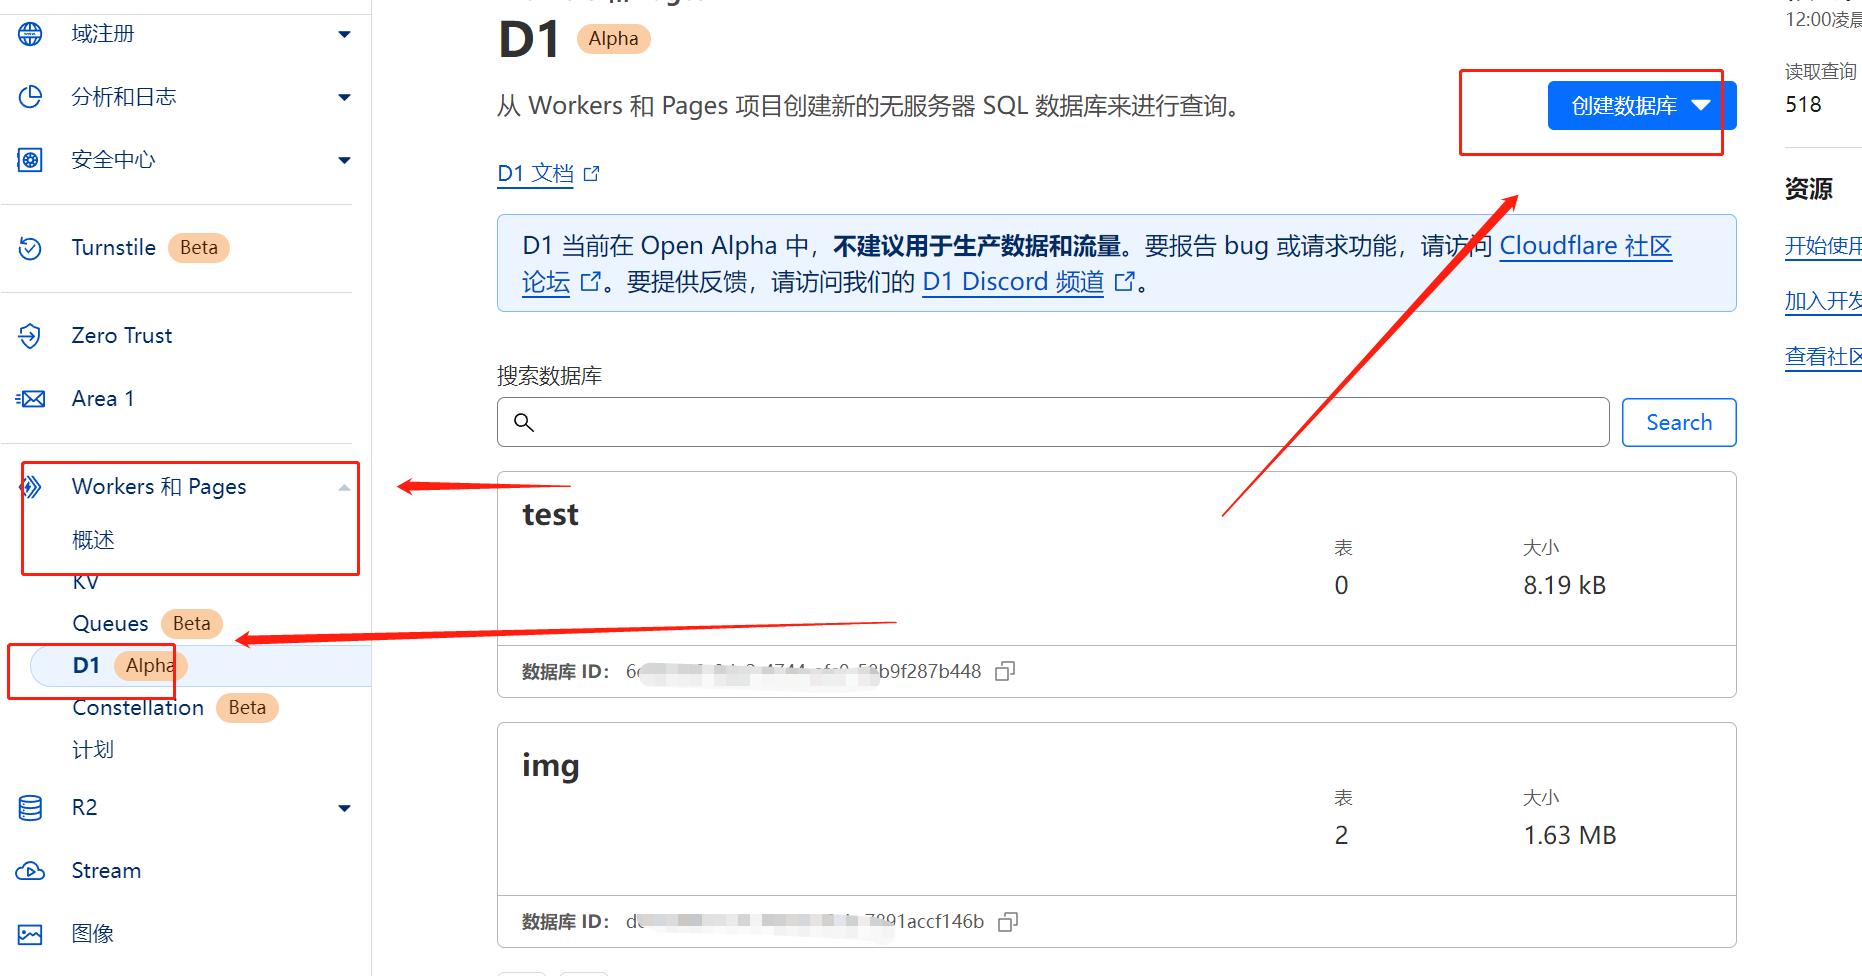 域注册
分析和日志
安全中心
Turnstile Beta
Zero Trust
Area 1
Workers 和 Pages
概述
KV
Queues Beta
D1 Alpha
Constellation Beta
计划
R2
Stream
图像
D1 Alpha
从 Workers 和 Pages 项目创建新的无服务器 SQL 数据库来进行查询。
创建数据库
D1 文档
D1 当前在 Open Alpha 中，不建议用于生产数据和流量。要报告 bug 或请求功能，请访问 Cloudflare 社区
论坛。要提供反馈，请访问我们的 D1 Discord 频道。
搜索数据库
Search
test
表 大小
0 8.19 kB
数据库 ID： b9f287b448
img
表 大小
2 1.63 MB
数据库 ID： 91accf146b
12:00凌晨
读取查询
518
资源
开始使用
加入开发
查看社区